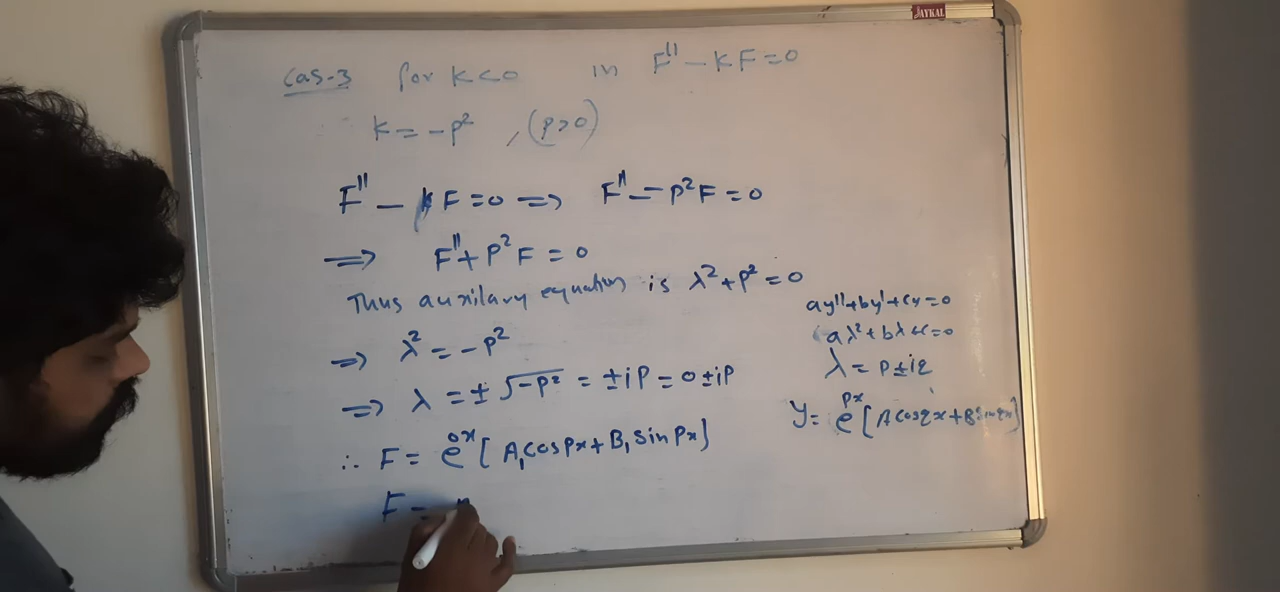 JAYKAL
Cas-3 for K<0 in F'' - KF = 0
K = -p² , (p>0)
F'' - KF = 0 ⇒ F'' - -p²F = 0
⇒ F'' + p²F = 0
Thus auxilary equation is λ² + p² = 0
⇒ λ² = -p²
⇒ λ = ± √-p² = ±ip = 0 ± ip
∴ F = e^{0x} [A₁ cos px + B₁ sin px]
F =
ay'' + by' + cy = 0
aλ² + bλ + c = 0
λ = p ± iq
y = e^{px} [A cos qx + B sin qx]